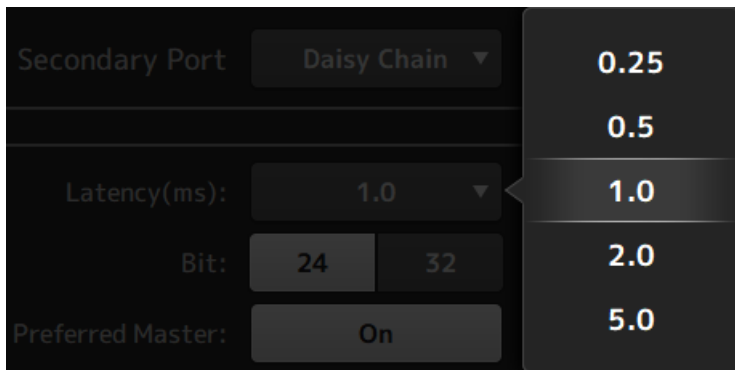 Secondary Port
Daisy Chain
Latency(ms):
1.0
Bit:
24
32
Preferred Master:
On
0.25
0.5
1.0
2.0
5.0